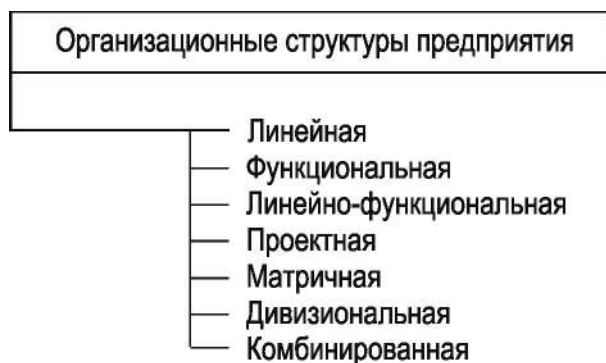 Организационные структуры предприятия
Линейная
Функциональная
Линейно-функциональная
Проектная
Матричная
Дивизиональная
Комбинированная